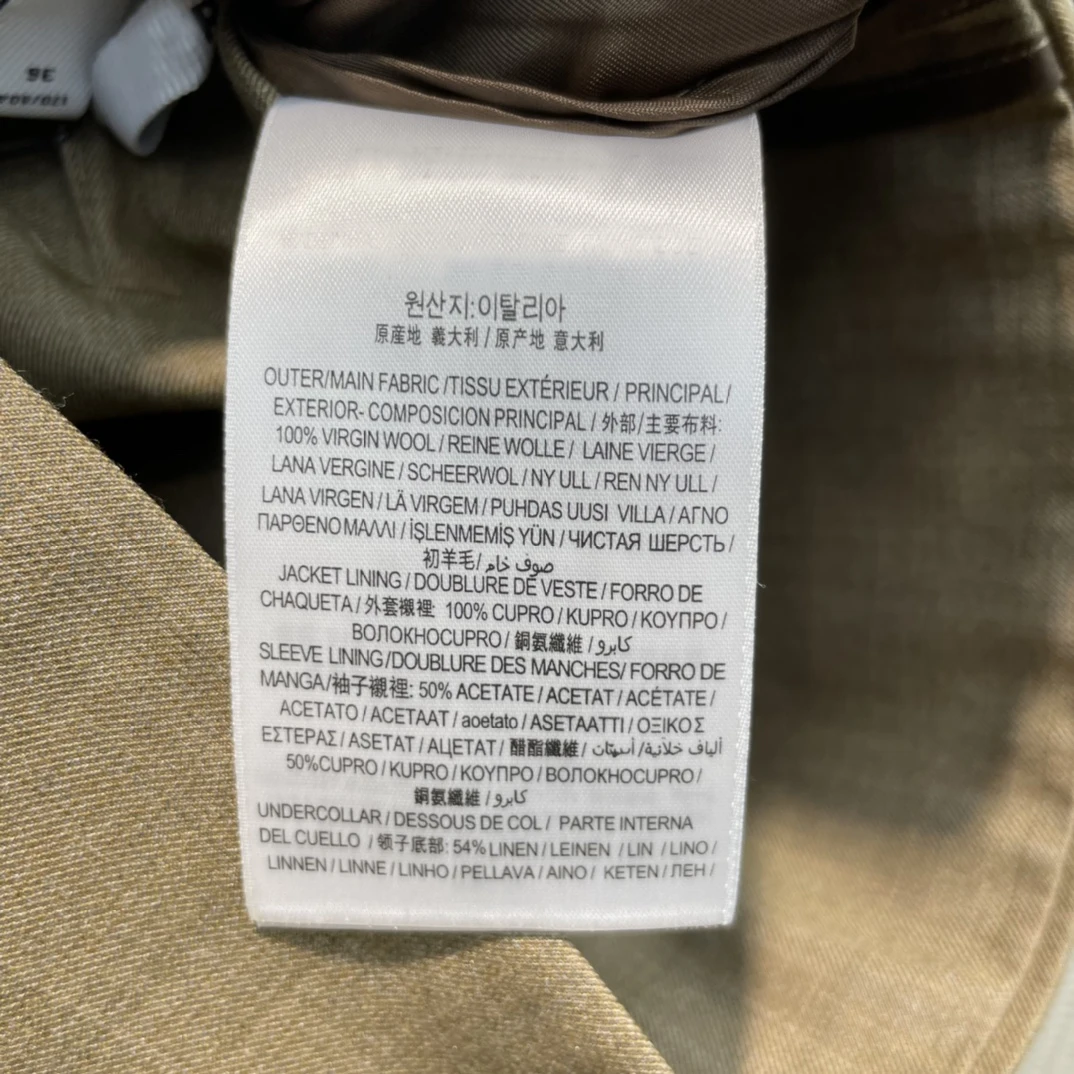 36
원산지:이탈리아
原産地 義大利 / 原产地 意大利
OUTER/MAIN FABRIC /TISSU EXTÉRIEUR / PRINCIPAL/
EXTERIOR- COMPOSICION PRINCIPAL / 外部/主要布料:
100% VIRGIN WOOL / REINE WOLLE / LAINE VIERGE /
LANA VERGINE / SCHEERWOL / NY ULL / REN NY ULL /
LANA VIRGEN / LÃ VIRGEM / PUHDAS UUSI VILLA / ΑΓΝΟ
ΠΑΡΘΕΝΟ ΜΑΛΛΙ / İŞLENMEMİŞ YÜN / ЧИСТАЯ ШЕРСТЬ /
初羊毛/ صوف خام
JACKET LINING / DOUBLURE DE VESTE / FORRO DE
CHAQUETA / 外套襯裡: 100% CUPRO / KUPRO / ΚΟΥΠΡΟ /
ВОЛОКНОCUPRO / 銅氨纖維 / كابرو
SLEEVE LINING /DOUBLURE DES MANCHES/ FORRO DE
MANGA/袖子襯裡: 50% ACETATE / ACETAT / ACÉTATE /
ACETATO / ACETAAT / aoetato / ASETAATTI / ΟΞΙΚΟΣ
ΕΣΤΕΡΑΣ / ASETAT / АЦЕТАТ / 醋酯纖維 / ألياف خلاتية/ أسيتات
50%CUPRO / KUPRO / ΚΟΥΠΡΟ / ВОЛОКНОCUPRO /
銅氨纖維 / كابرو
UNDERCOLLAR / DESSOUS DE COL / PARTE INTERNA
DEL CUELLO / 领子底部: 54% LINEN / LEINEN / LIN / LINO /
LINNEN / LINNE / LINHO / PELLAVA / ΛΙΝΟ / KETEN / ЛЕН /